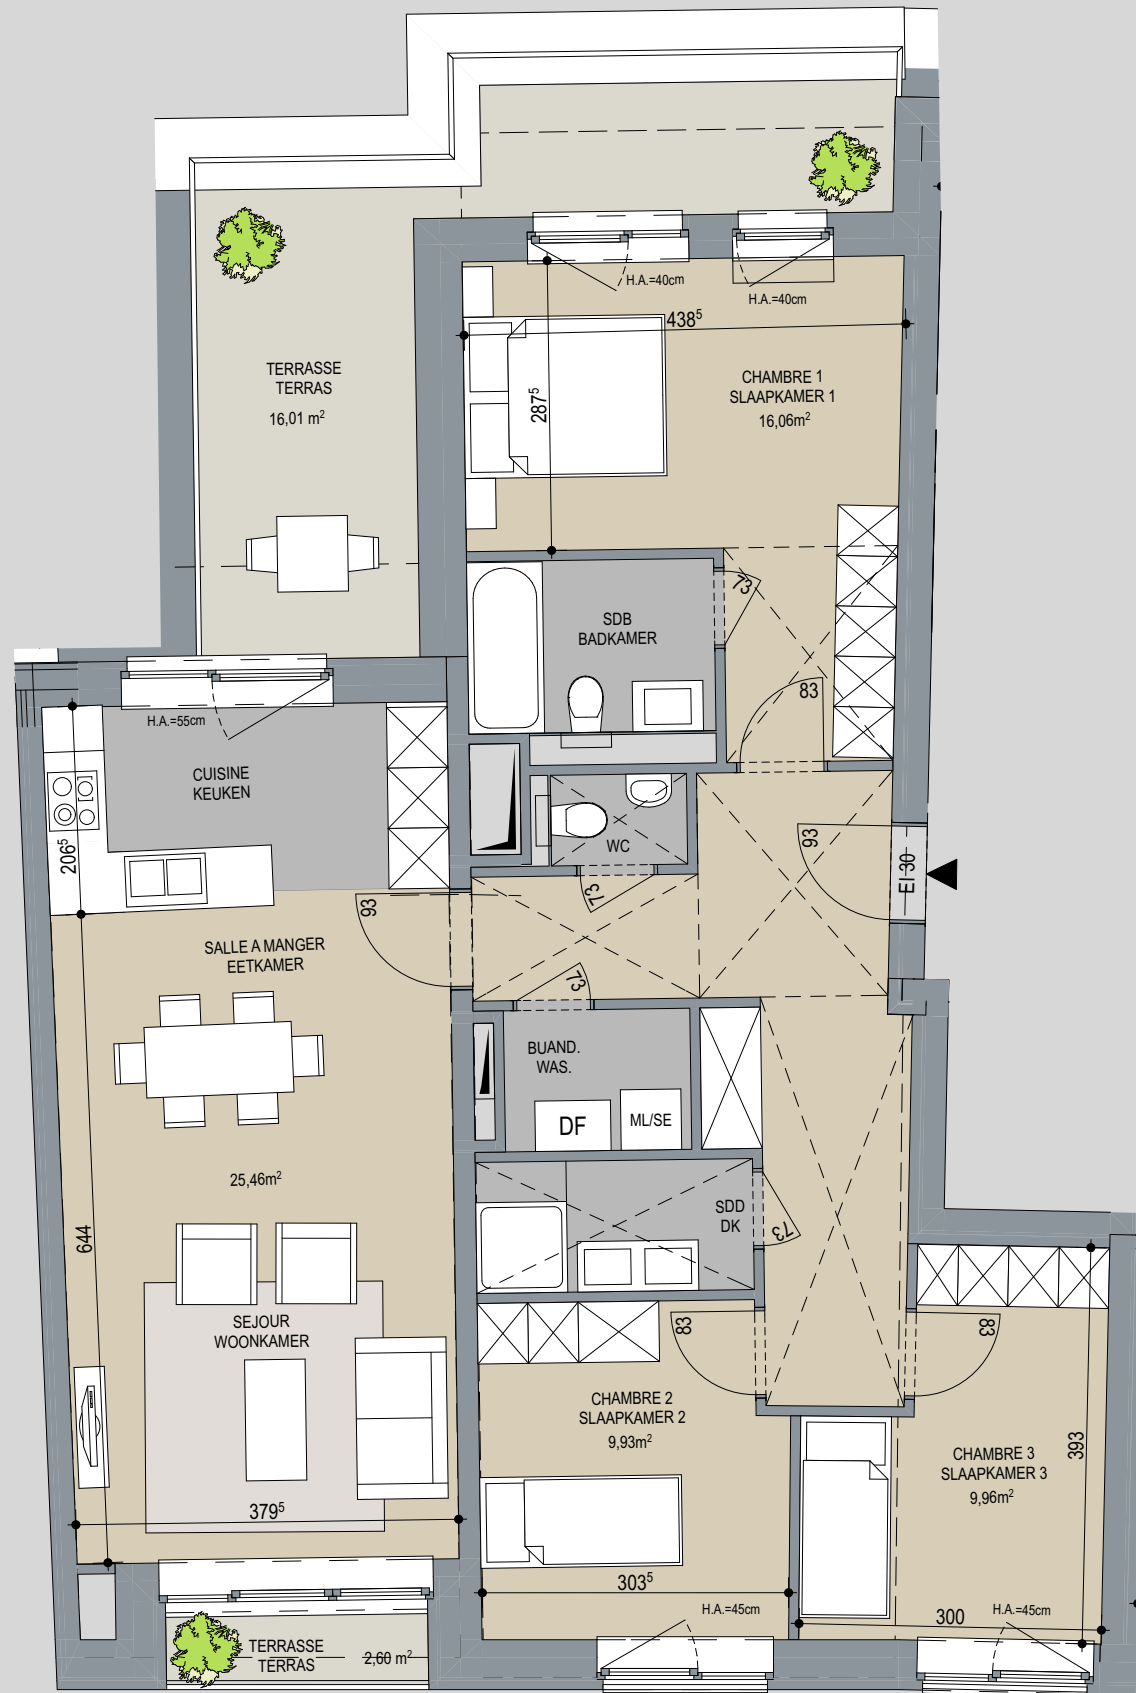 H.A.=40cm
H.A.=40cm
438⁵
287⁵
TERRASSE
TERRAS
16,01 m²
CHAMBRE 1
SLAAPKAMER 1
16,06m²
SDB
BADKAMER
73
83
H.A.=55cm
CUISINE
KEUKEN
206⁵
WC
73
93
EI 30
93
SALLE A MANGER
EETKAMER
73
BUAND.
WAS.
DF
ML/SE
25,46m²
644
SDD
DK
73
SEJOUR
WOONKAMER
83
83
CHAMBRE 2
SLAAPKAMER 2
9,93m²
393
CHAMBRE 3
SLAAPKAMER 3
9,96m²
379⁵
303⁵
H.A.=45cm
300
H.A.=45cm
TERRASSE
TERRAS
2,60 m²